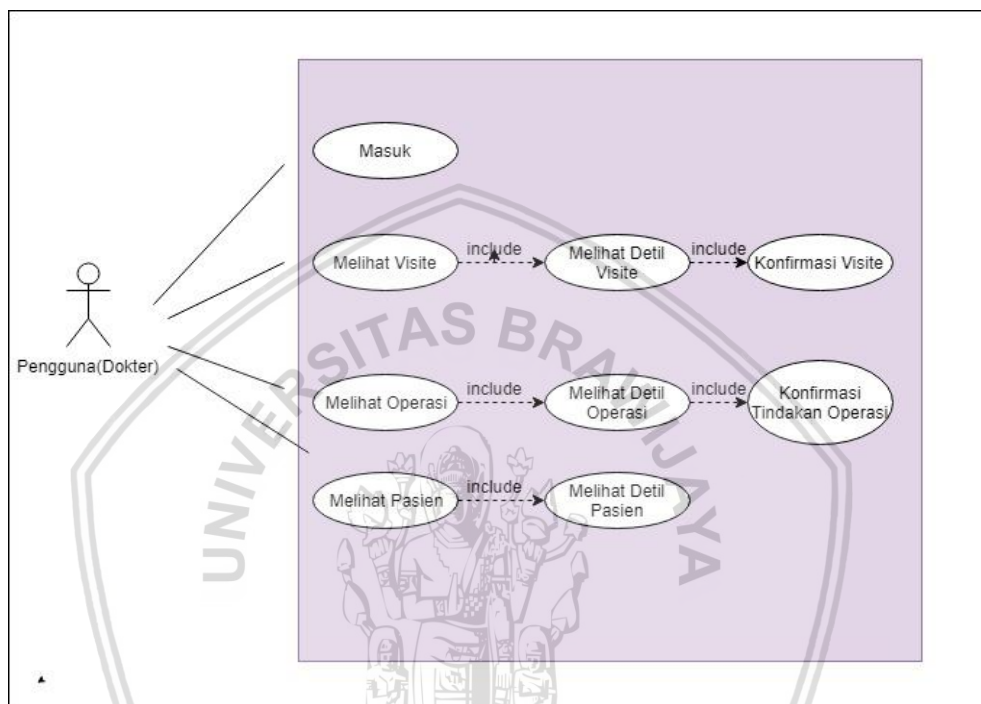 Masuk
Melihat Visite
include
Melihat Detil
Visite
include
Konfirmasi Visite
Pengguna(Dokter)
Melihat Operasi
include
Melihat Detil
Operasi
include
Konfirmasi
Tindakan Operasi
Melihat Pasien
include
Melihat Detil
Pasien
UNIVERSITAS BRAWIJAYA